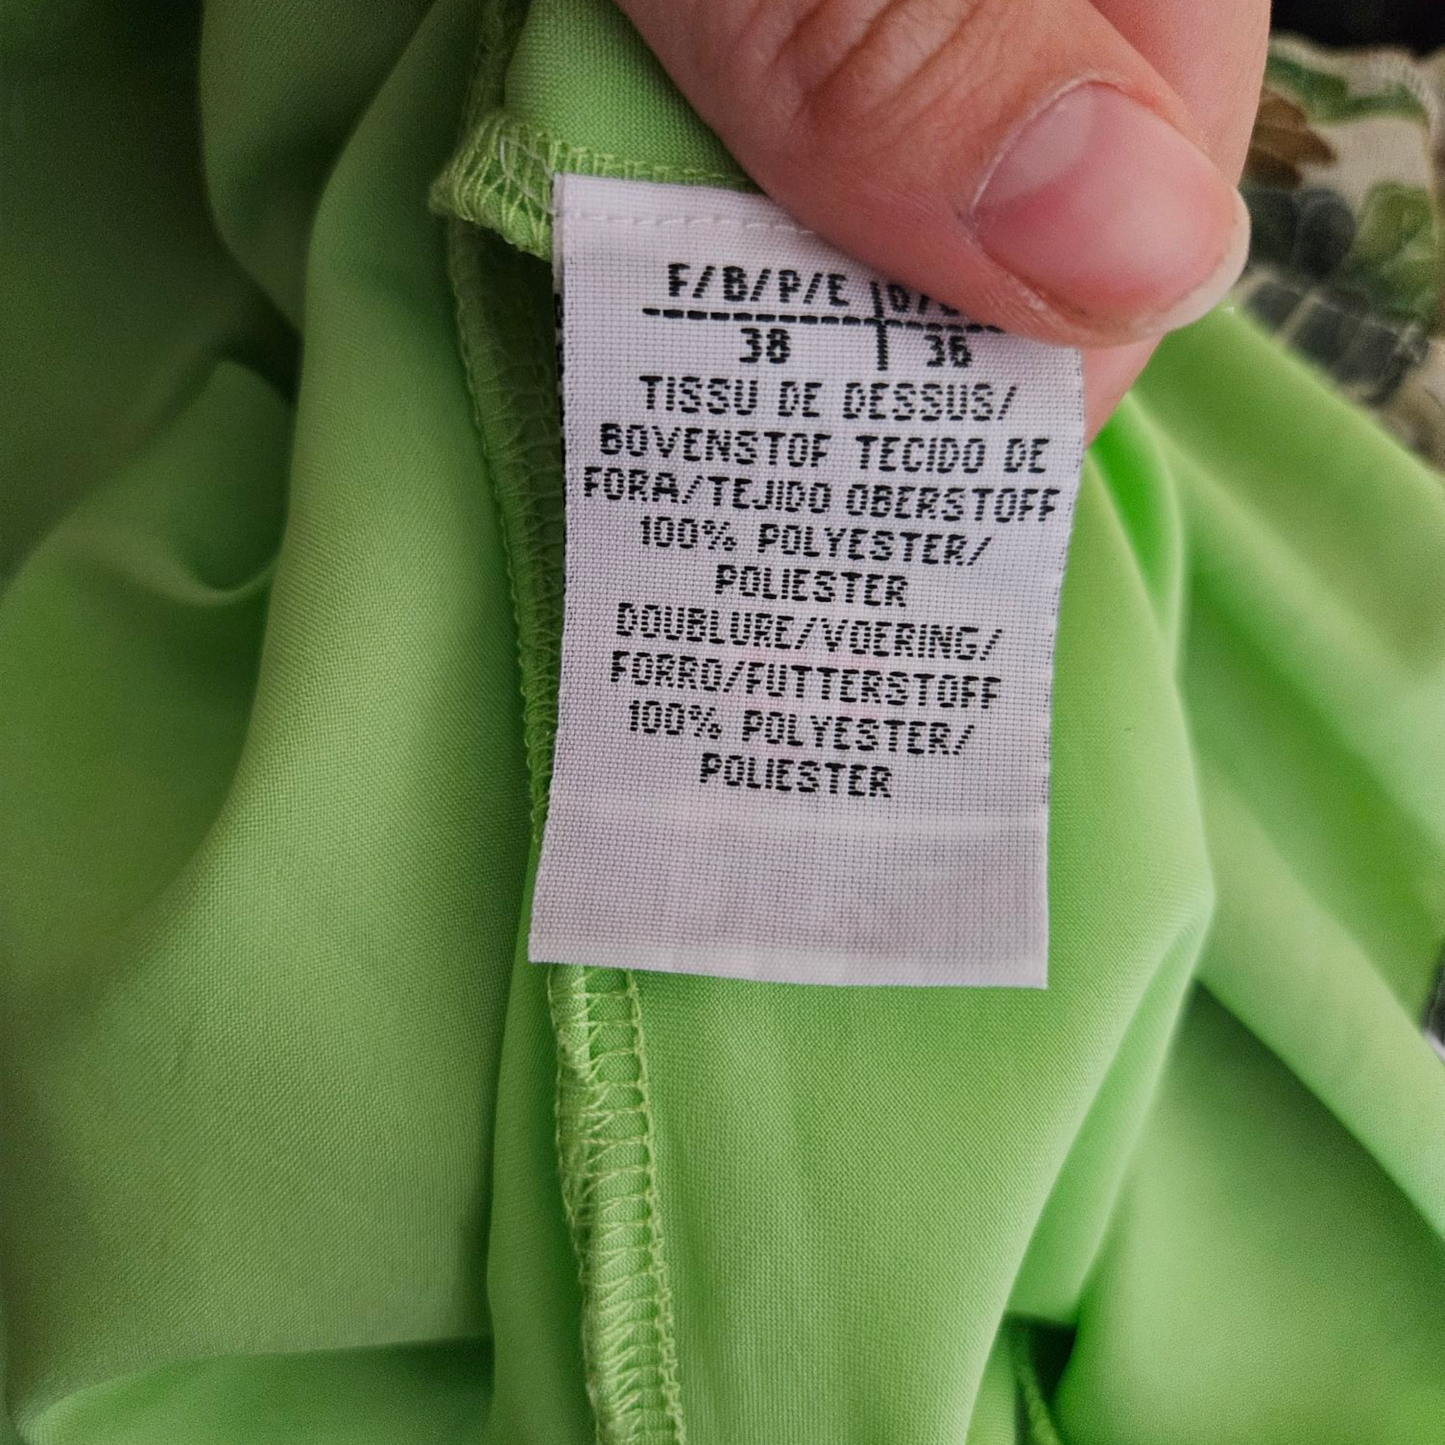 F/B/P/E
38 | 36
TISSU DE DESSUS/
BOVENSTOF TECIDO DE
FORA/TEJIDO OBERSTOFF
100% POLYESTER/
POLIESTER
DOUBLURE/VOERING/
FORRO/FUTTERSTOFF
100% POLYESTER/
POLIESTER